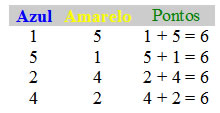 Azul Amarelo Pontos
1 5 1 + 5 = 6
5 1 5 + 1 = 6
2 4 2 + 4 = 6
4 2 4 + 2 = 6